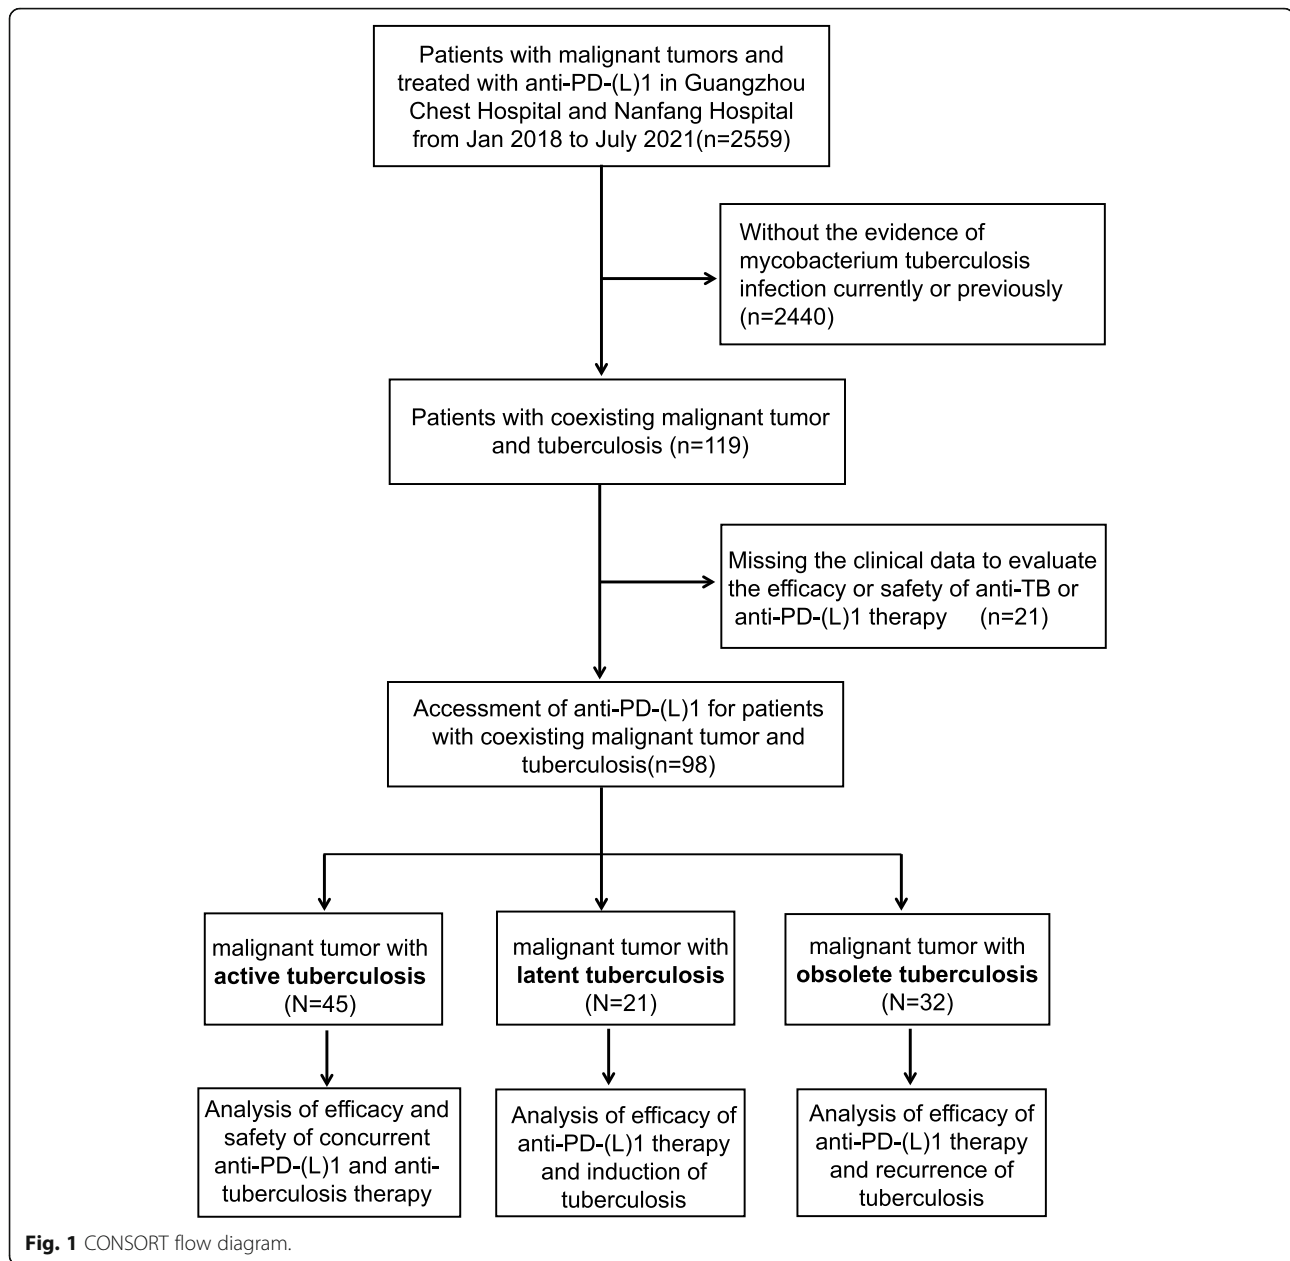 Patients with malignant tumors and
treated with anti-PD-(L)1 in Guangzhou
Chest Hospital and Nanfang Hospital
from Jan 2018 to July 2021(n=2559)
Without the evidence of
mycobacterium tuberculosis
infection currently or previously
(n=2440)
Patients with coexisting malignant tumor
and tuberculosis (n=119)
Missing the clinical data to evaluate
the efficacy or safety of anti-TB or
anti-PD-(L)1 therapy (n=21)
Accessment of anti-PD-(L)1 for patients
with coexisting malignant tumor and
tuberculosis(n=98)
malignant tumor with
active tuberculosis
(N=45)
malignant tumor with
latent tuberculosis
(N=21)
malignant tumor with
obsolete tuberculosis
(N=32)
Analysis of efficacy and
safety of concurrent
anti-PD-(L)1 and anti-
tuberculosis therapy
Analysis of efficacy of
anti-PD-(L)1 therapy
and induction of
tuberculosis
Analysis of efficacy of
anti-PD-(L)1 therapy
and recurrence of
tuberculosis
Fig. 1 CONSORT flow diagram.